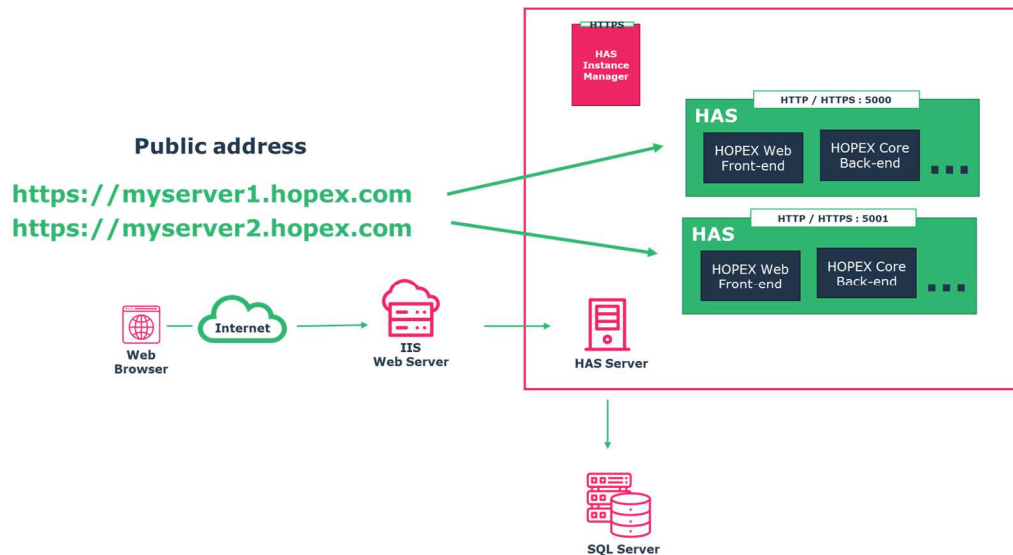 HTTPS
HAS
Instance
Manager
HTTP / HTTPS : 5000
HAS
HOPEX Web
Front-end
HOPEX Core
Back-end
Public address
https://myserver1.hopex.com
https://myserver2.hopex.com
HTTP / HTTPS : 5001
HAS
HOPEX Web
Front-end
HOPEX Core
Back-end
Internet
Web
Browser
IIS
Web Server
HAS Server
SQL Server